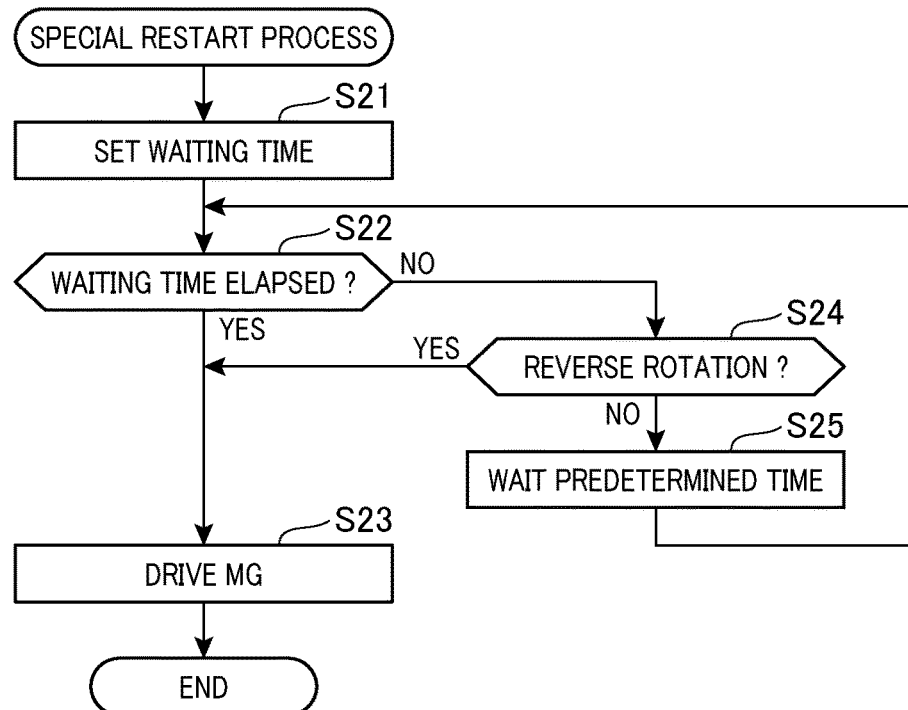 SPECIAL RESTART PROCESS
S21
SET WAITING TIME
S22
WAITING TIME ELAPSED ?
NO
YES
S24
YES
REVERSE ROTATION ?
NO
S25
WAIT PREDETERMINED TIME
S23
DRIVE MG
END